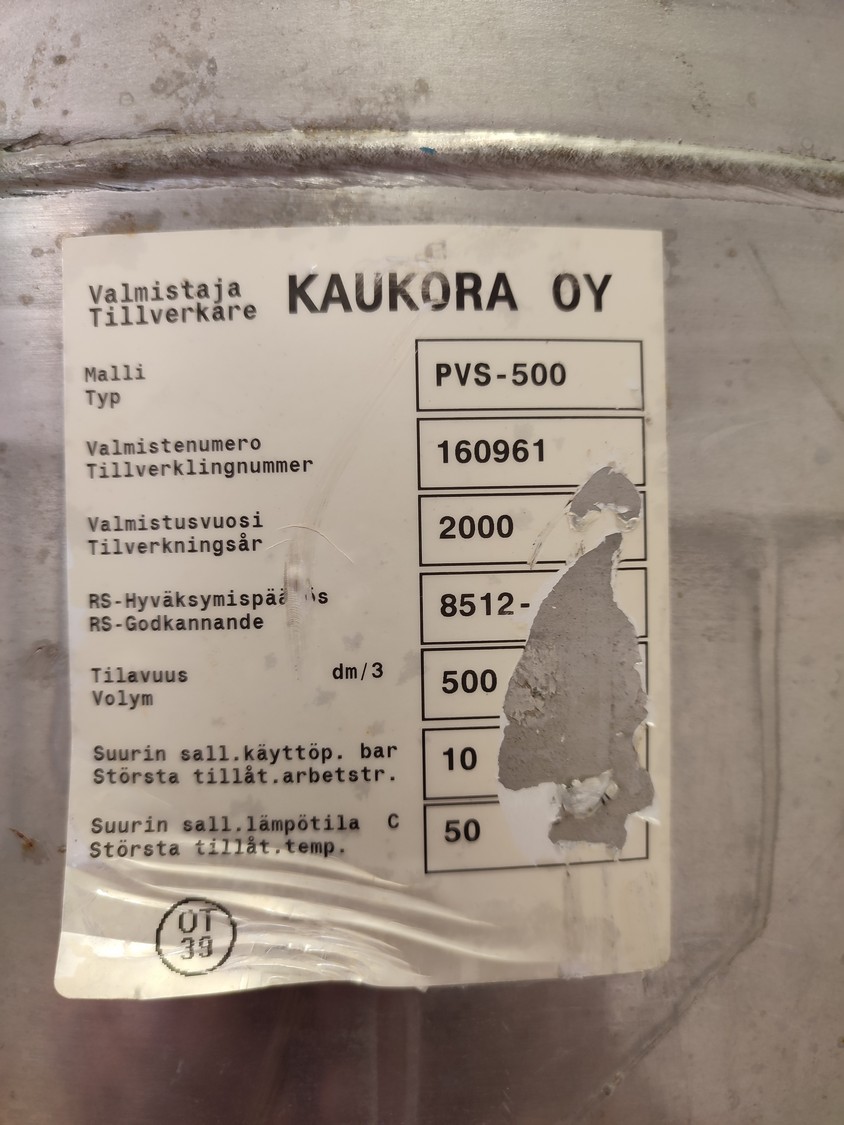 Valmistaja
Tillverkare
KAUKORA OY
Malli
Typ
PVS-500
Valmistenumero
Tillverklingnummer
160961
Valmistusvuosi
Tilverkningsår
2000
RS-Godkannande
8512-
Tilavuus dm/3
Volym
500
Suurin sall.käyttöp. bar
Största tillåt.arbetstr.
10
Suurin sall.lämpötila C
Största tillåt.temp.
50
OT
39